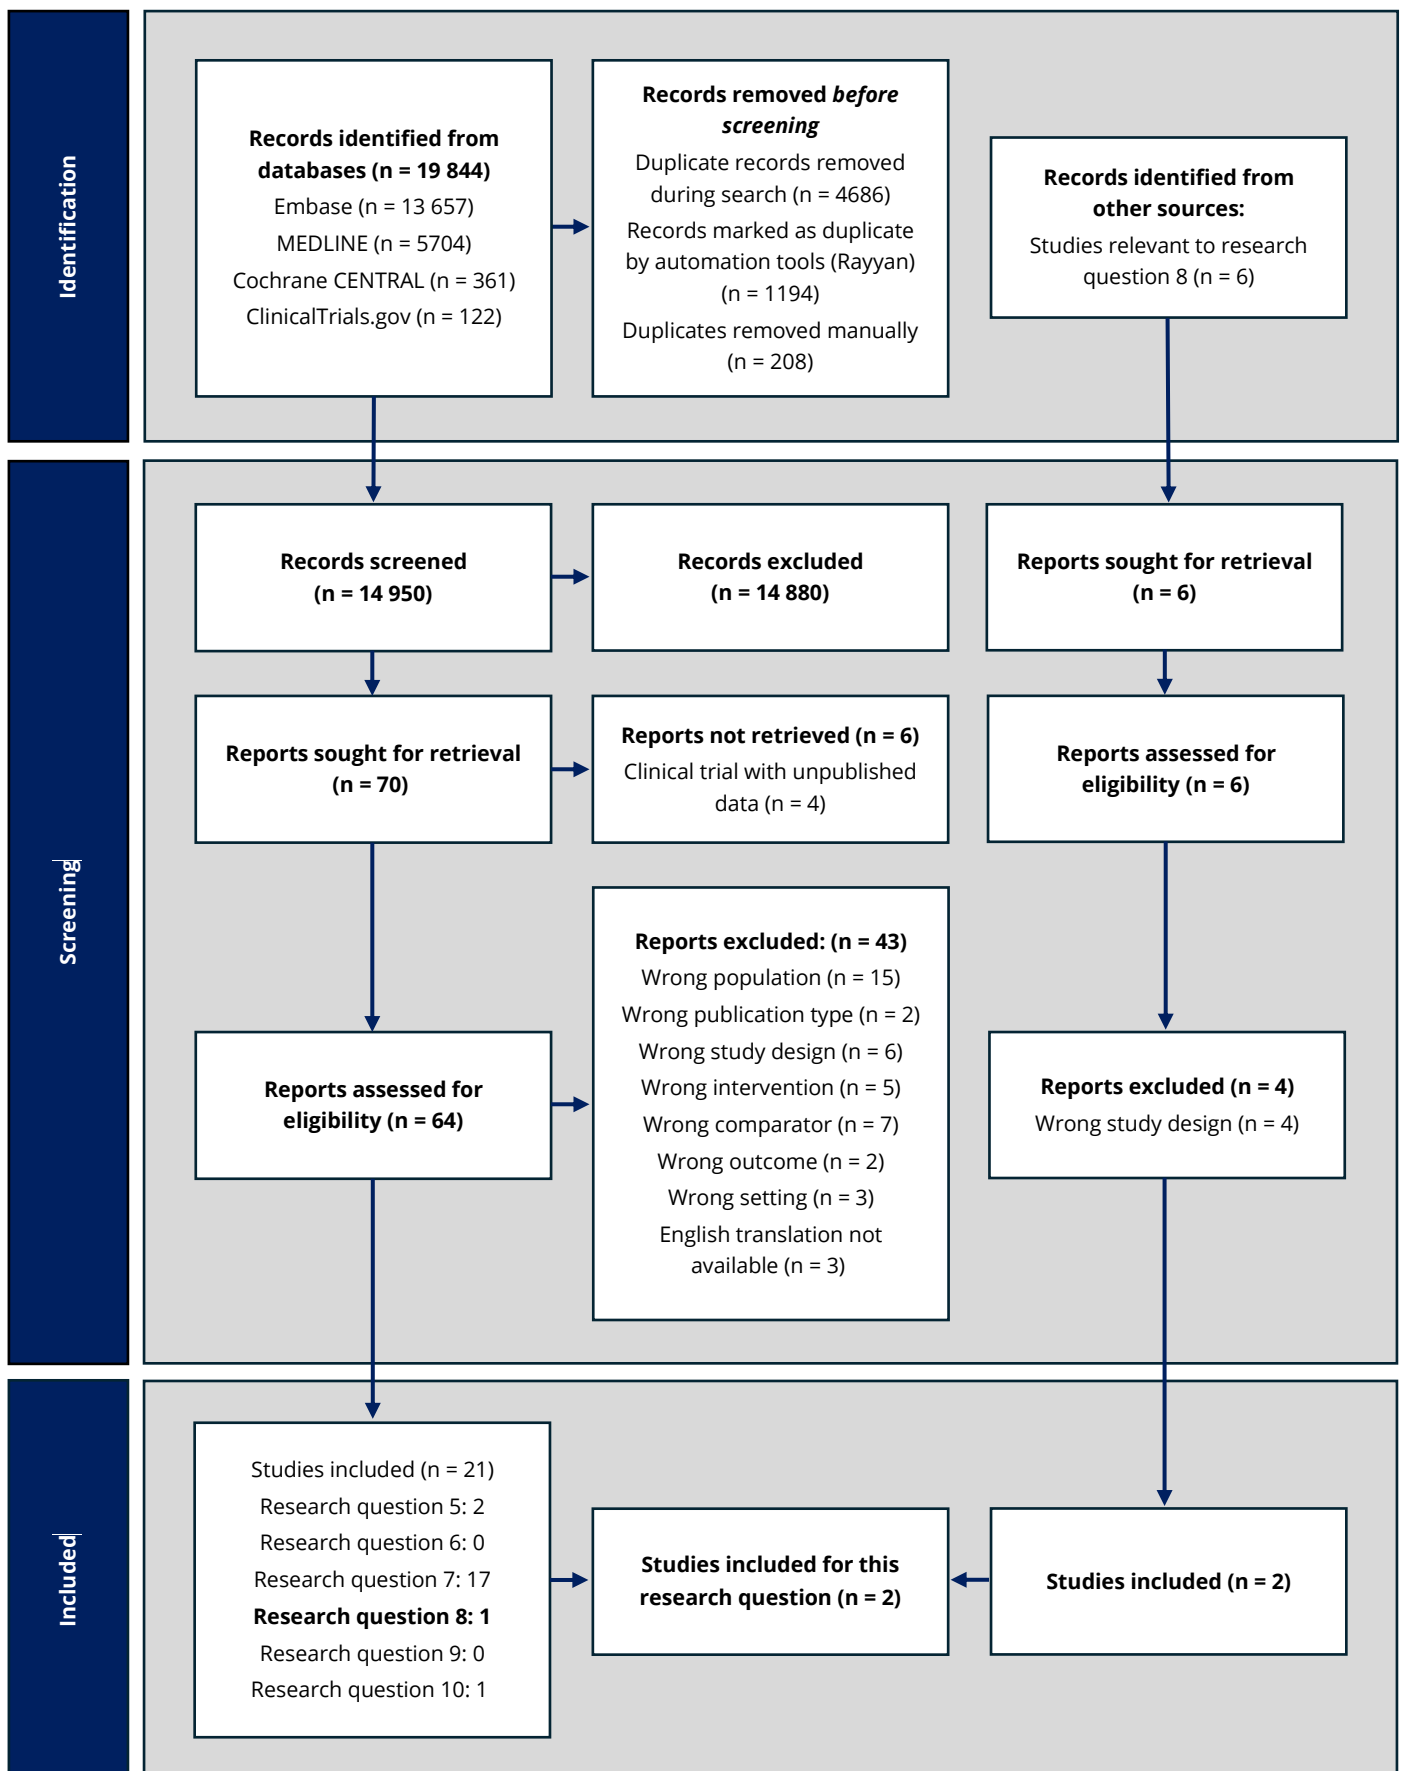 Identification
Records identified from
databases (n = 19 844)
Embase (n = 13 657)
MEDLINE (n = 5704)
Cochrane CENTRAL (n = 361)
ClinicalTrials.gov (n = 122)
Records removed before
screening
Duplicate records removed
during search (n = 4686)
Records marked as duplicate
by automation tools (Rayyan)
(n = 1194)
Duplicates removed manually
(n = 208)
Records identified from
other sources:
Studies relevant to research
question 8 (n = 6)
Screening
Records screened
(n = 14 950)
Records excluded
(n = 14 880)
Reports sought for retrieval
(n = 6)
Reports sought for retrieval
(n = 70)
Reports not retrieved (n = 6)
Clinical trial with unpublished
data (n = 4)
Reports assessed for
eligibility (n = 6)
Reports assessed for
eligibility (n = 64)
Reports excluded: (n = 43)
Wrong population (n = 15)
Wrong publication type (n = 2)
Wrong study design (n = 6)
Wrong intervention (n = 5)
Wrong comparator (n = 7)
Wrong outcome (n = 2)
Wrong setting (n = 3)
English translation not
available (n = 3)
Reports excluded (n = 4)
Wrong study design (n = 4)
Included
Studies included (n = 21)
Research question 5: 2
Research question 6: 0
Research question 7: 17
Research question 8: 1
Research question 9: 0
Research question 10: 1
Studies included for this
research question (n = 2)
Studies included (n = 2)